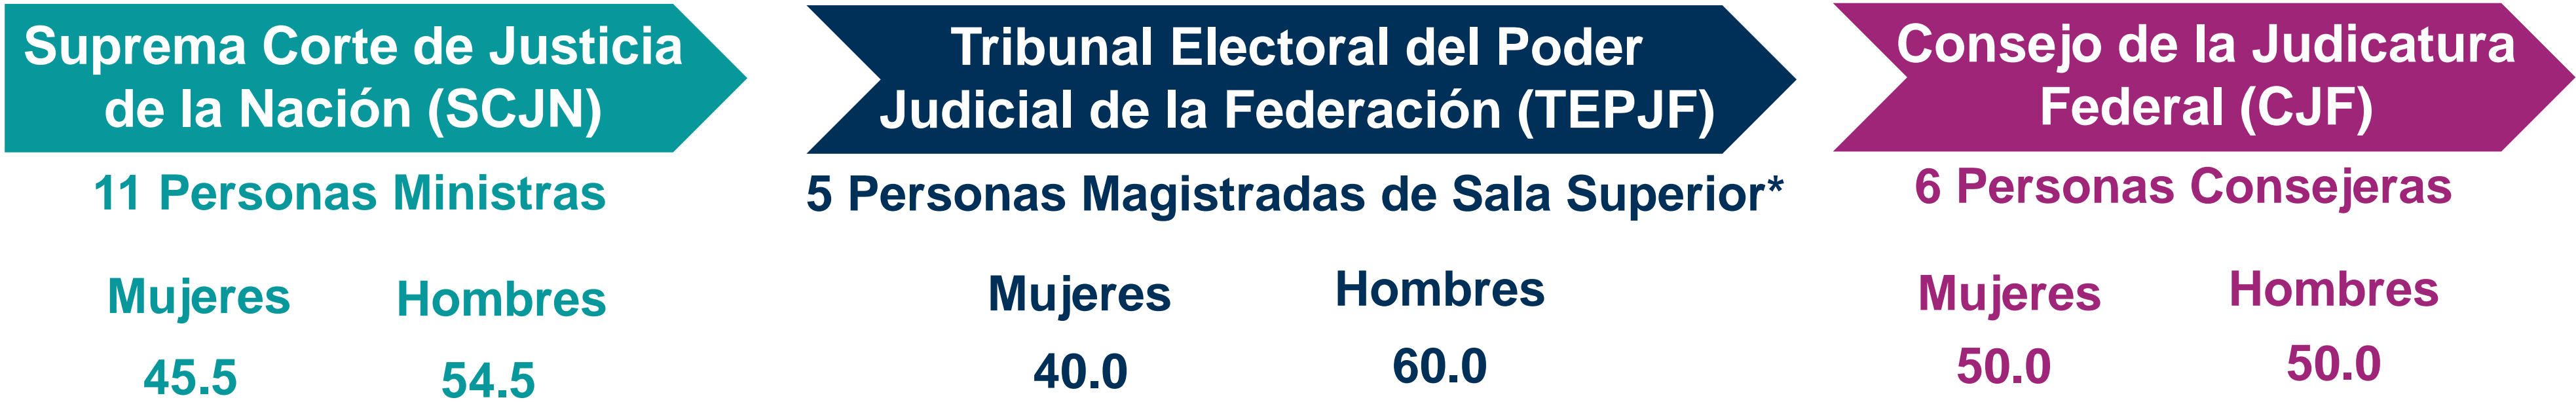 Suprema Corte de Justicia
de la Nación (SCJN)
11 Personas Ministras
Mujeres Hombres
45.5 54.5
Tribunal Electoral del Poder
Judicial de la Federación (TEPJF)
5 Personas Magistradas de Sala Superior*
Mujeres Hombres
40.0 60.0
Consejo de la Judicatura
Federal (CJF)
6 Personas Consejeras
Mujeres Hombres
50.0 50.0